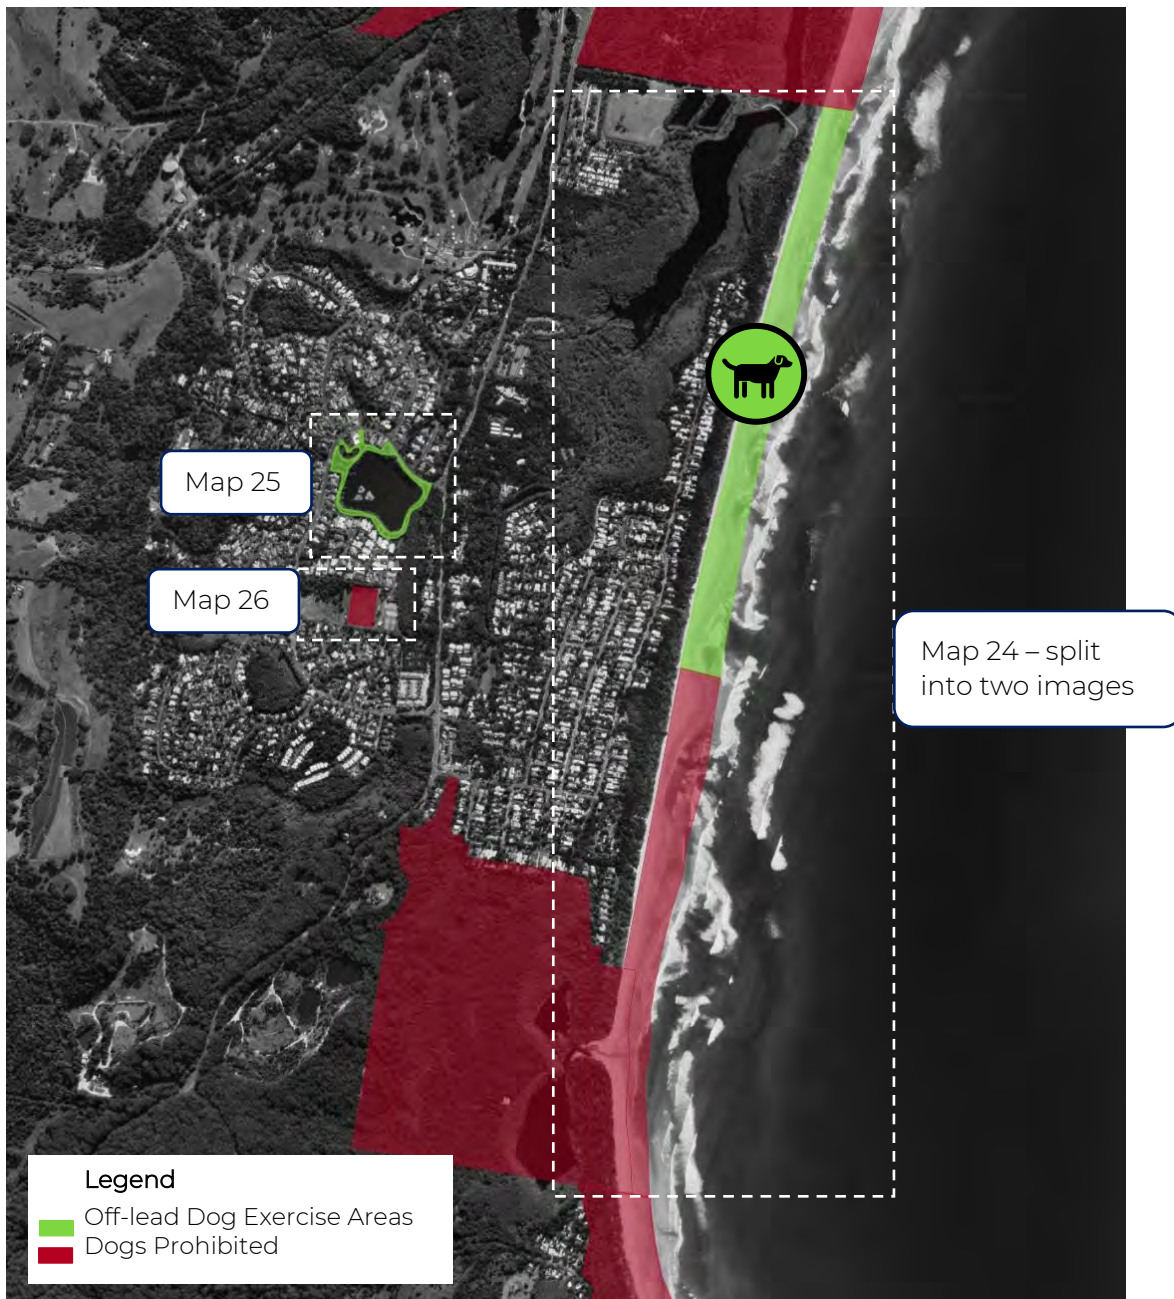 Map 25
Map 26
Map 24 – split
into two images
Legend
Off-lead Dog Exercise Areas
Dogs Prohibited